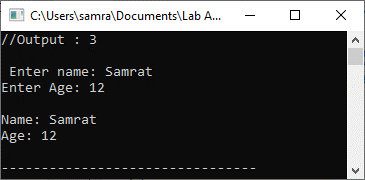 C:\Users\samra\Documents\Lab A...
//Output : 3
Enter name: Samrat
Enter Age: 12
Name: Samrat
Age: 12
--------------------------------